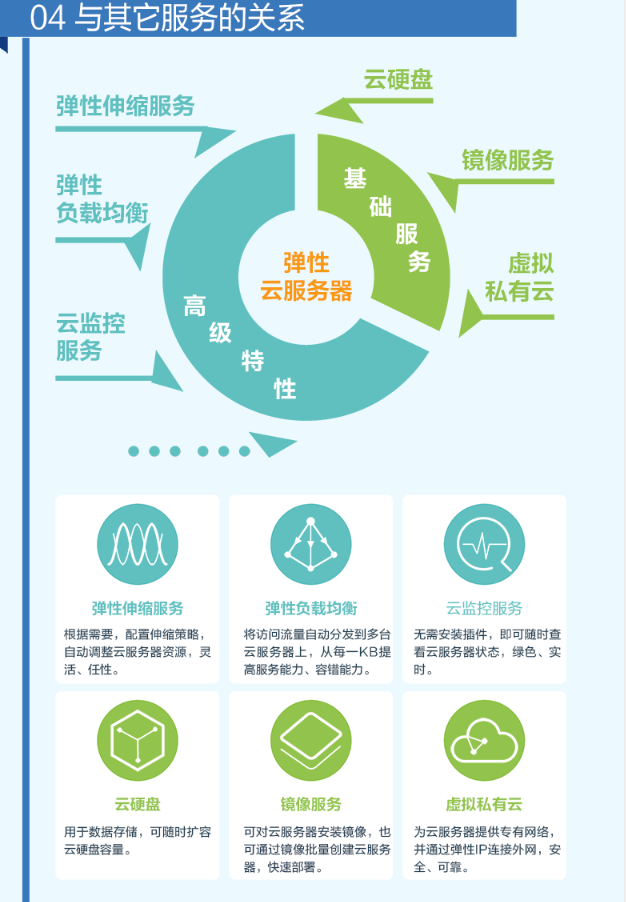 04 与其它服务的关系
云硬盘
弹性伸缩服务
镜像服务
弹性
负载均衡
基础服务
弹性
云服务器
虚拟
私有云
高级特性
云监控
服务
弹性伸缩服务
根据需要，配置伸缩策略，
自动调整云服务器资源，灵
活、任性。
弹性负载均衡
将访问流量自动分发到多台
云服务器上，从每一KB提
高服务能力、容错能力。
云监控服务
无需安装插件，即可随时查
看云服务器状态，绿色、实
时。
云硬盘
用于数据存储，可随时扩容
云硬盘容量。
镜像服务
可对云服务器安装镜像，也
可通过镜像批量创建云服务
器，快速部署。
虚拟私有云
为云服务器提供专有网络，
并通过弹性IP连接外网，安
全、可靠。